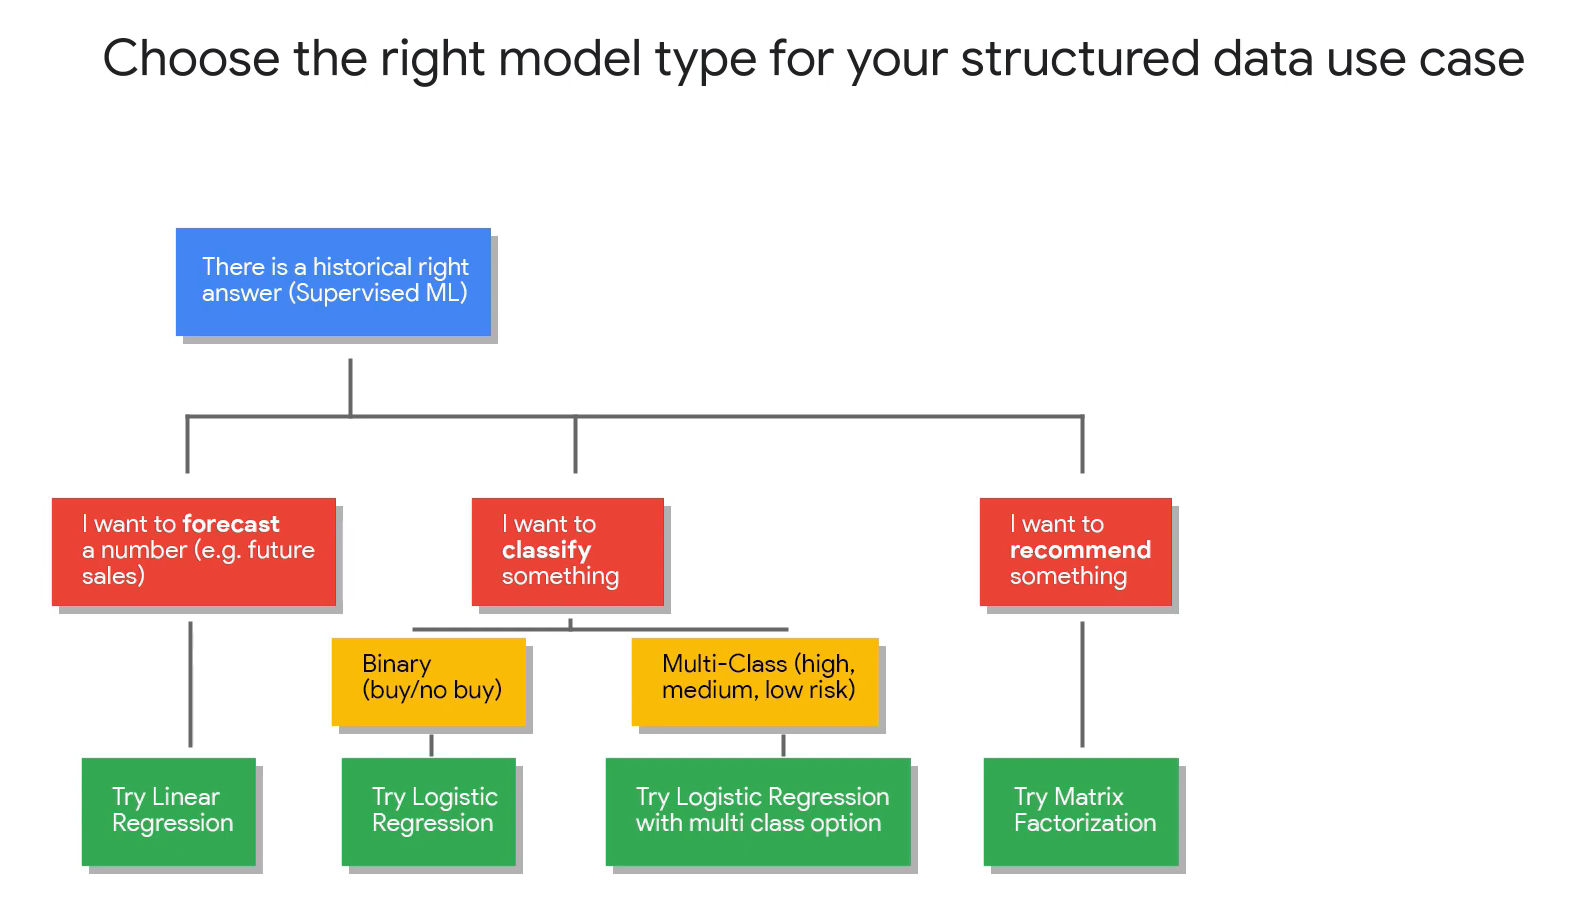 Choose the right model type for your structured data use case
There is a historical right
answer (Supervised ML)
I want to forecast
a number (e.g. future
sales)
I want to
classify
something
I want to
recommend
something
Binary
(buy/no buy)
Multi-Class (high,
medium, low risk)
Try Linear
Regression
Try Logistic
Regression
Try Logistic Regression
with multi class option
Try Matrix
Factorization